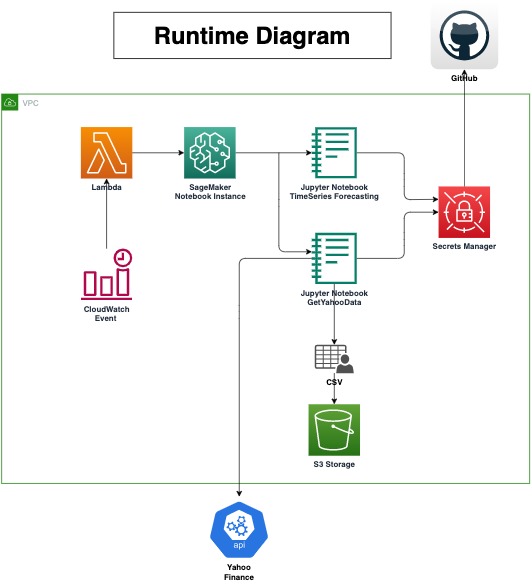 Runtime Diagram
GitHub
VPC
Lambda
SageMaker
Notebook Instance
Jupyter Notebook
TimeSeries Forecasting
Secrets Manager
CloudWatch
Event
Jupyter Notebook
GetYahooData
CSV
S3 Storage
api
Yahoo
Finance